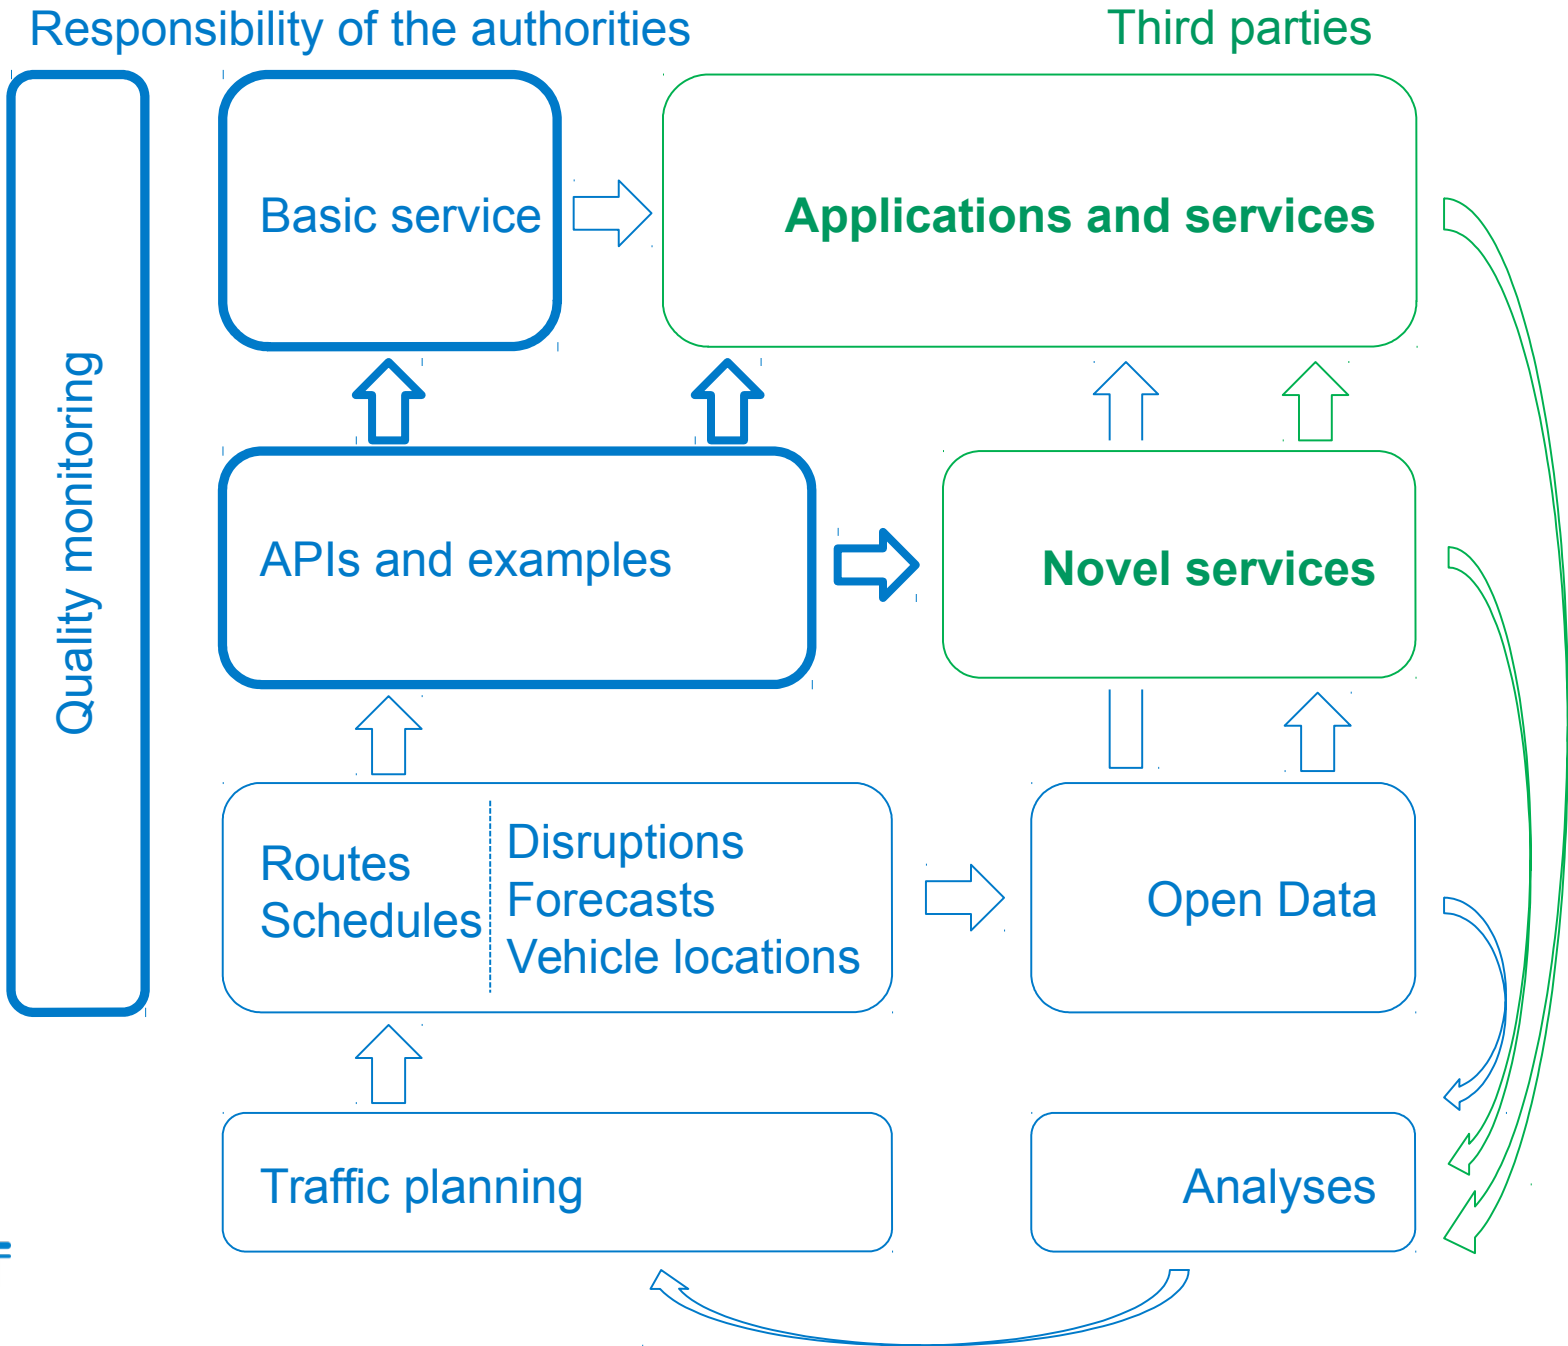 Responsibility of the authorities
Third parties
Quality monitoring
Basic service
Applications and services
APIs and examples
Novel services
Routes
Schedules
Disruptions
Forecasts
Vehicle locations
Open Data
Traffic planning
Analyses